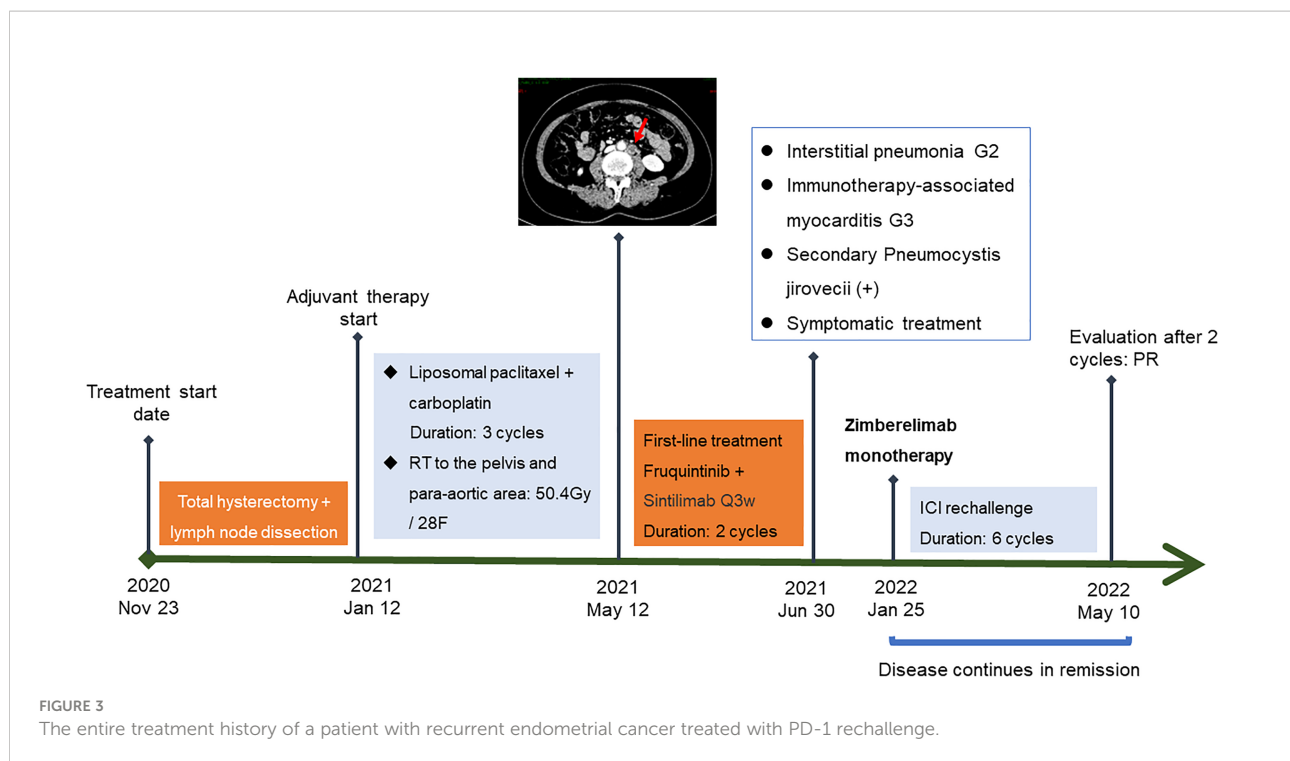 Interstitial pneumonia G2
Immunotherapy-associated
myocarditis G3
Secondary Pneumocystis
jirovecii (+)
Symptomatic treatment
Adjuvant therapy
start
Evaluation after 2
cycles: PR
Treatment start
date
Liposomal paclitaxel +
carboplatin
Duration: 3 cycles
RT to the pelvis and
para-aortic area: 50.4Gy
/ 28F
First-line treatment
Fruquintinib +
Sintilimab Q3w
Duration: 2 cycles
Zimberelimab
monotherapy
Total hysterectomy +
lymph node dissection
ICI rechallenge
Duration: 6 cycles
2020
Nov 23
2021
Jan 12
2021
May 12
2021
Jun 30
2022
Jan 25
2022
May 10
Disease continues in remission
FIGURE 3
The entire treatment history of a patient with recurrent endometrial cancer treated with PD-1 rechallenge.